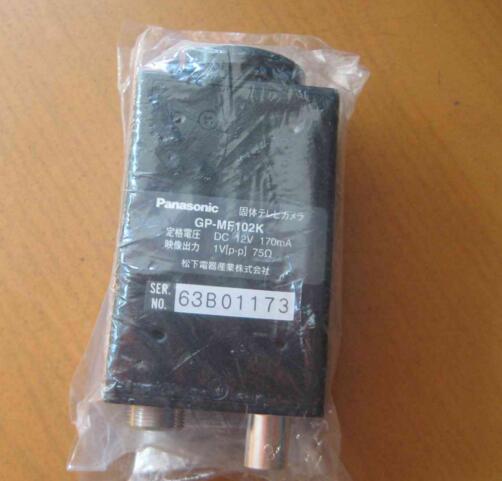 Panasonic 固体テレビカメラ
GP-MF102K
定格電圧 DC 12V 170mA
映像出力 1V[p-p] 75Ω
松下電器産業株式会社
SER.
NO. 63B01173